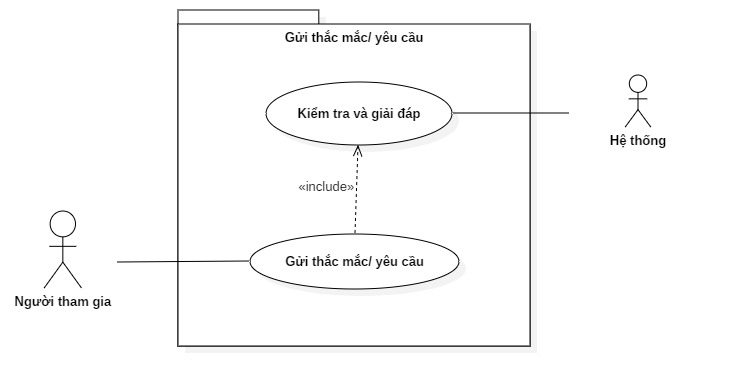 Gửi thắc mắc/ yêu cầu
Kiểm tra và giải đáp
Hệ thống
«include»
Gửi thắc mắc/ yêu cầu
Người tham gia